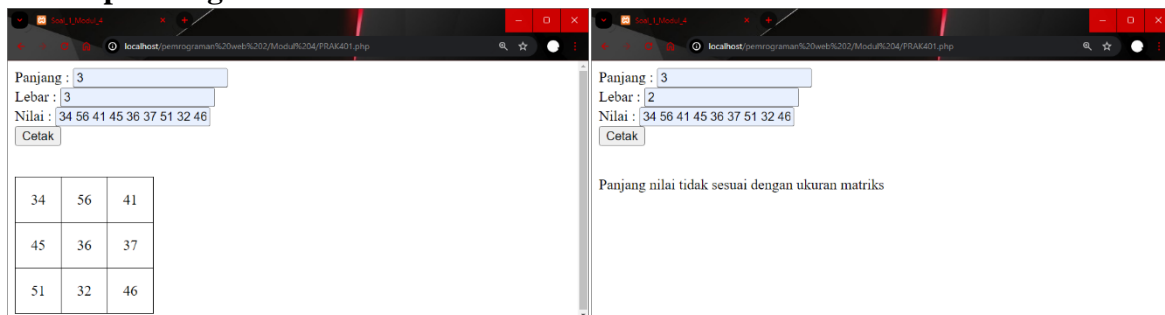 Soal_1_Modul_4
localhost/pemrograman%20web%202/Modul%204/PRAK401.php
Panjang : 3
Lebar : 3
Nilai : 34 56 41 45 36 37 51 32 46
Cetak
34 56 41
45 36 37
51 32 46
Soal_1_Modul_4
localhost/pemrograman%20web%202/Modul%204/PRAK401.php
Panjang : 3
Lebar : 2
Nilai : 34 56 41 45 36 37 51 32 46
Cetak
Panjang nilai tidak sesuai dengan ukuran matriks